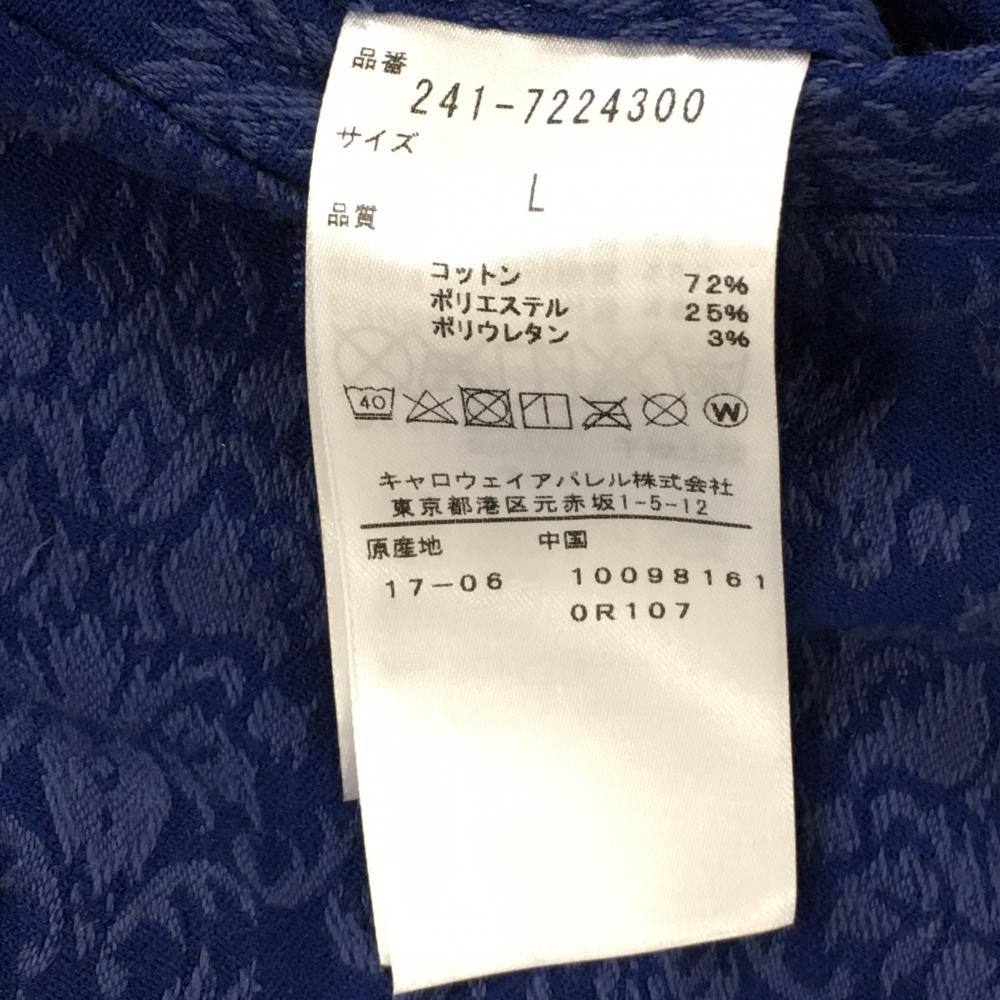 品番
241-7224300
サイズ
L
品質
コットン 72%
ポリエステル 25%
ポリウレタン 3%
40 W
キャロウェイアパレル株式会社
東京都港区元赤坂1-5-12
原産地 中国
17-06 10098161
0R107